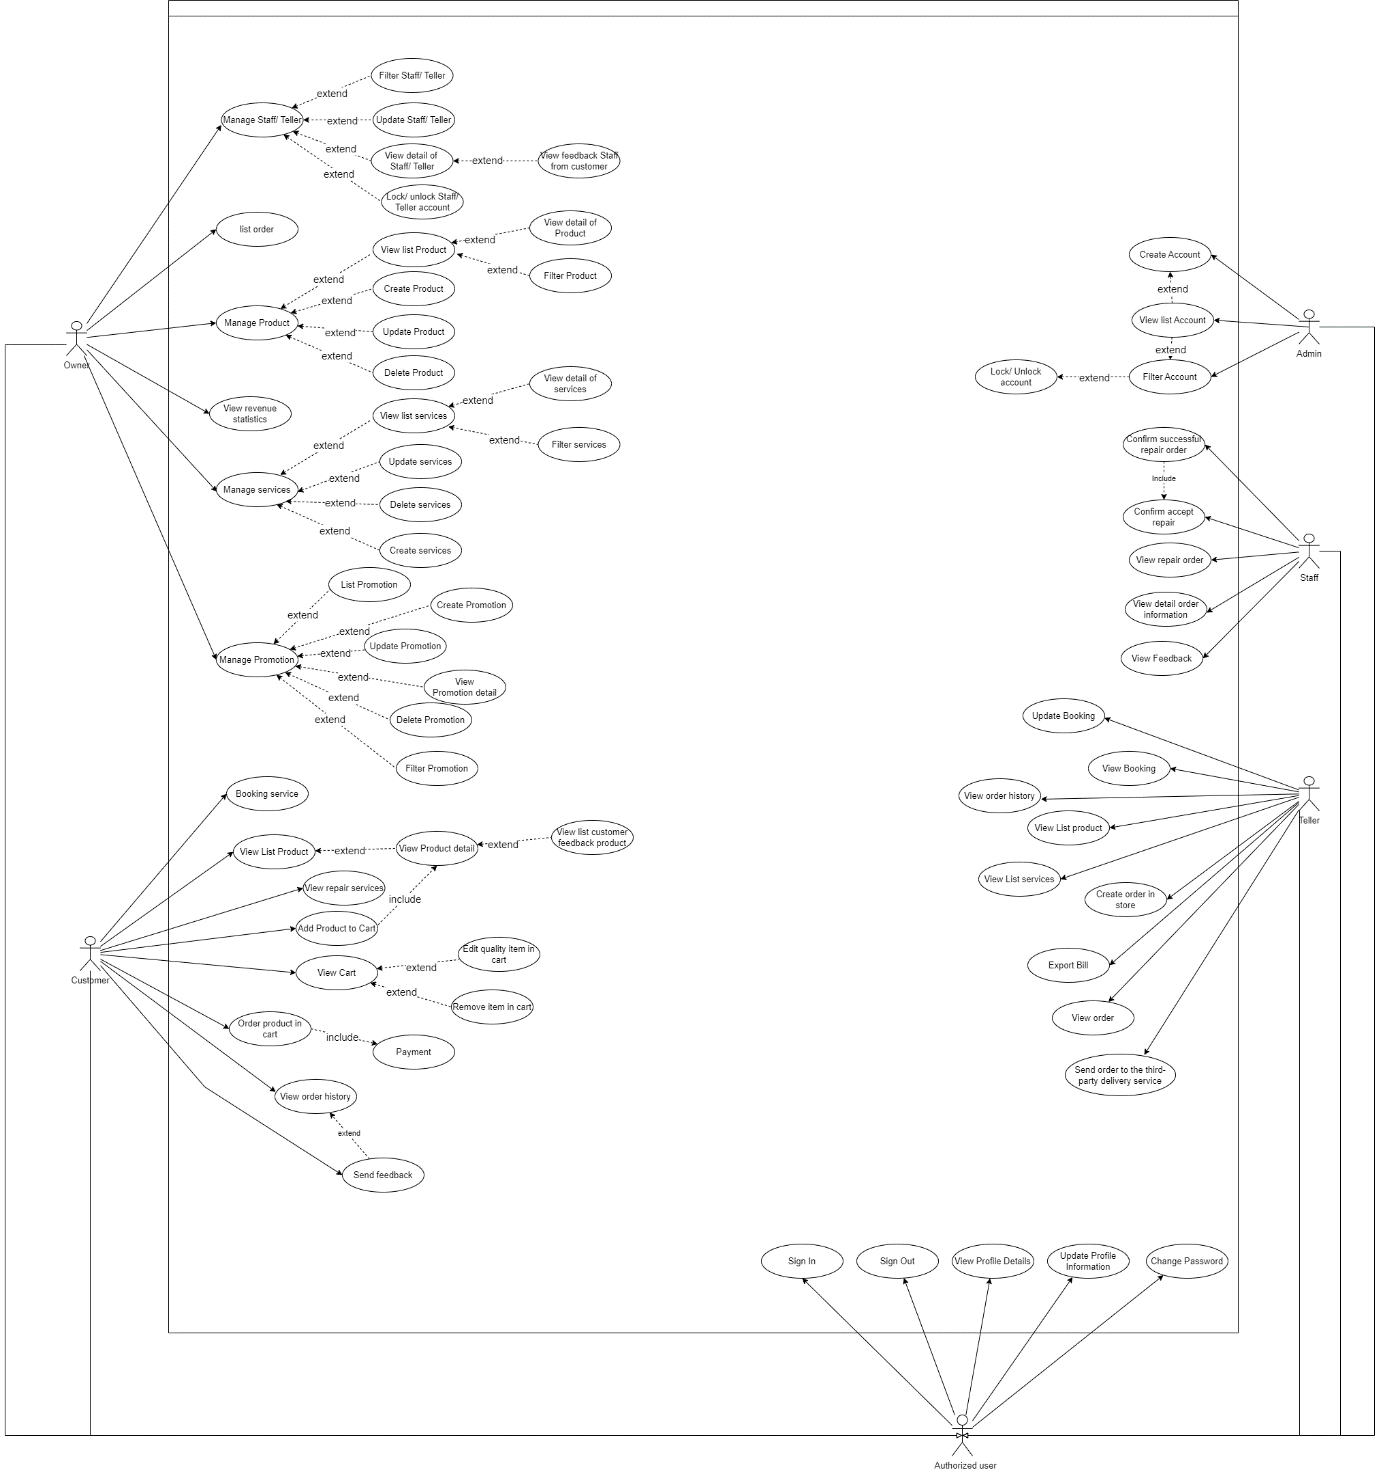 Filter Staff/ Teller
extend
Manage Staff/ Teller
extend
Update Staff/ Teller
extend
View detail of
Staff/ Teller
extend
View feedback Staff
from customer
extend
Lock/ unlock Staff/
Teller account
list order
View list Product
extend
View detail of
Product
extend
Filter Product
extend
Create Product
extend
Manage Product
extend
Update Product
extend
Delete Product
Owner
View revenue
statistics
View list services
extend
View detail of
services
extend
Filter services
extend
Update services
extend
Manage services
extend
Delete services
extend
Create services
List Promotion
extend
Create Promotion
extend
Update Promotion
extend
Manage Promotion
extend
View
Promotion detail
extend
Delete Promotion
extend
Filter Promotion
Booking service
View List Product
extend
View Product detail
extend
View list customer
feedback product
View repair services
include
Add Product to Cart
View Cart
extend
Edit quality item in
cart
extend
Remove item in cart
Customer
Order product in
cart
include
Payment
View order history
extend
Send feedback
Create Account
extend
View list Account
extend
Filter Account
extend
Lock/ Unlock
account
Admin
Confirm successful
repair order
Include
Confirm accept
repair
View repair order
View detail order
information
View Feedback
Staff
Update Booking
View Booking
View order history
View List product
View List services
Create order in
store
Export Bill
View order
Send order to the third-
party delivery service
Teller
Sign In
Sign Out
View Profile Details
Update Profile
Information
Change Password
Authorized user